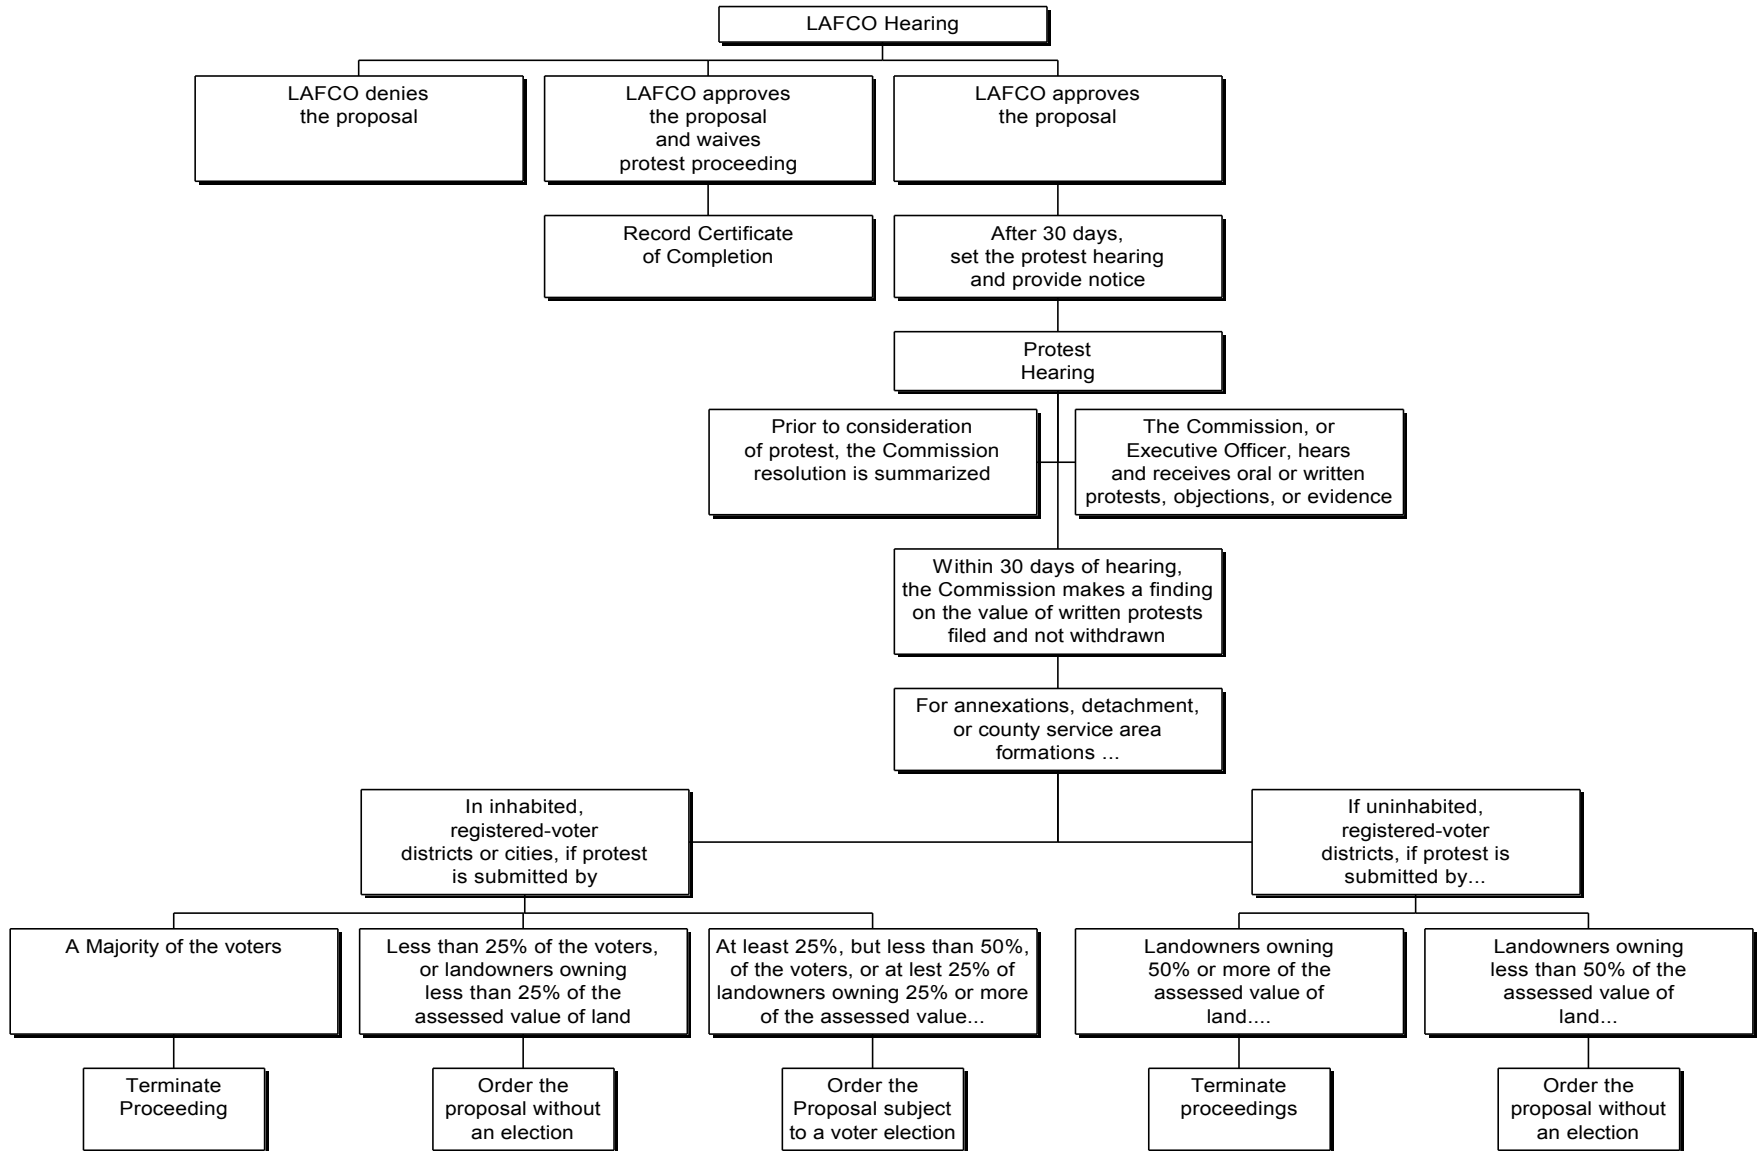 LAFCO Hearing
LAFCO denies
the proposal
LAFCO approves
the proposal
and waives
protest proceeding
LAFCO approves
the proposal
Record Certificate
of Completion
After 30 days,
set the protest hearing
and provide notice
Protest
Hearing
Prior to consideration
of protest, the Commission
resolution is summarized
The Commission, or
Executive Officer, hears
and receives oral or written
protests, objections, or evidence
Within 30 days of hearing,
the Commission makes a finding
on the value of written protests
filed and not withdrawn
For annexations, detachment,
or county service area
formations ...
In inhabited,
registered-voter
districts or cities, if protest
is submitted by
If uninhabited,
registered-voter
districts, if protest is
submitted by...
A Majority of the voters
Less than 25% of the voters,
or landowners owning
less than 25% of the
assessed value of land
At least 25%, but less than 50%,
of the voters, or at lest 25% of
landowners owning 25% or more
of the assessed value...
Landowners owning
50% or more of the
assessed value of
land....
Landowners owning
less than 50% of the
assessed value of
land...
Terminate
Proceeding
Order the
proposal without
an election
Order the
Proposal subject
to a voter election
Terminate
proceedings
Order the
proposal without
an election